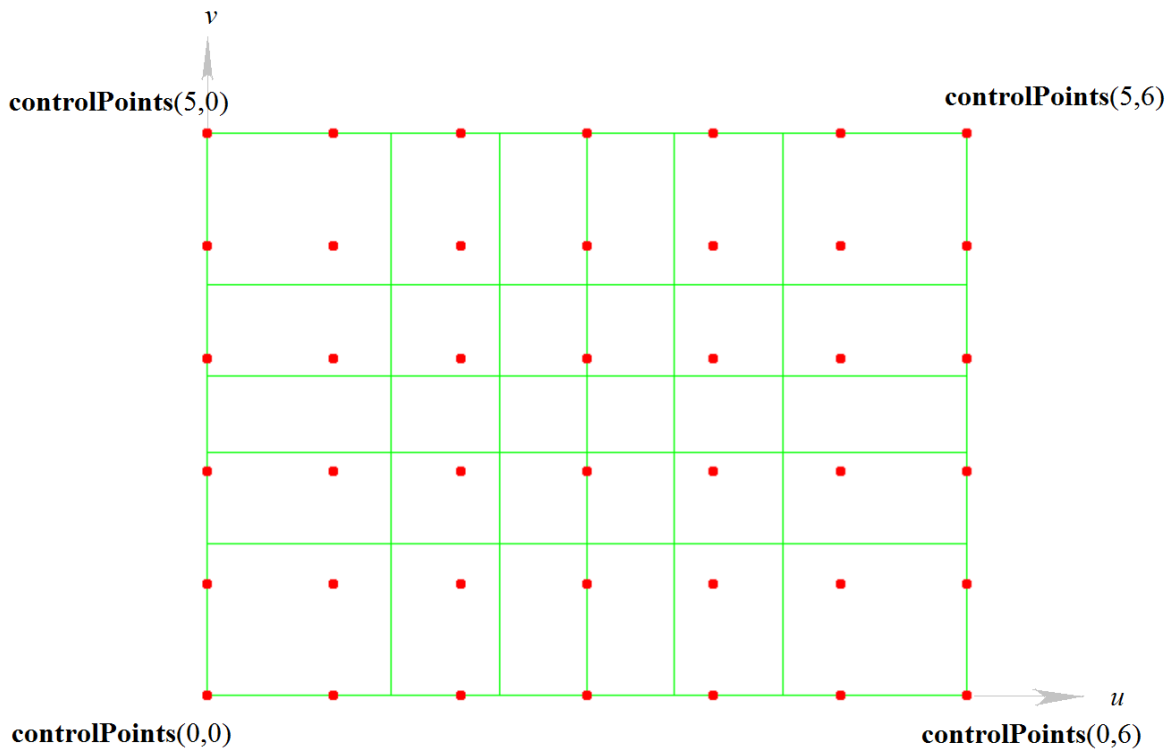 v
controlPoints(5,0)
controlPoints(5,6)
u
controlPoints(0,0)
controlPoints(0,6)